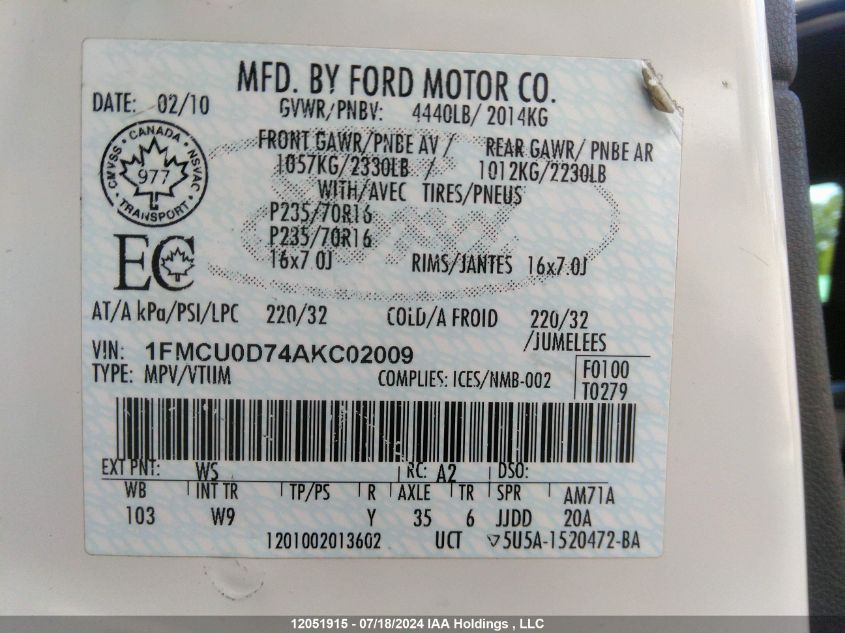 MFD. BY FORD MOTOR CO.
DATE: 02/10
GVWR/PNBV: 4440LB/ 2014KG
FRONT GAWR/PNBE AV / REAR GAWR/ PNBE AR
1057KG/2330LB / 1012KG/2230LB
WITH/AVEC TIRES/PNEUS
CANADA
CMVSS 977 NSVAC
TRANSPORT
P235/70R16
P235/70R16
EC
16x7.0J RIMS/JANTES 16x7.0J
AT/A kPa/PSI/LPC 220/32 COLD/A FROID 220/32
/JUMELEES
VIN: 1FMCU0D74AKC02009
TYPE: MPV/VTUM COMPLIES: ICES/NMB-002
F0100
T0279
EXT PNT: WS RC: A2 DSO:
WB INT TR TP/PS R AXLE TR SPR AM71A
103 W9 Y 35 6 JJDD 20A
1201002013602 UCT ▽5U5A-1520472-BA
12051915 - 07/18/2024 IAA Holdings , LLC